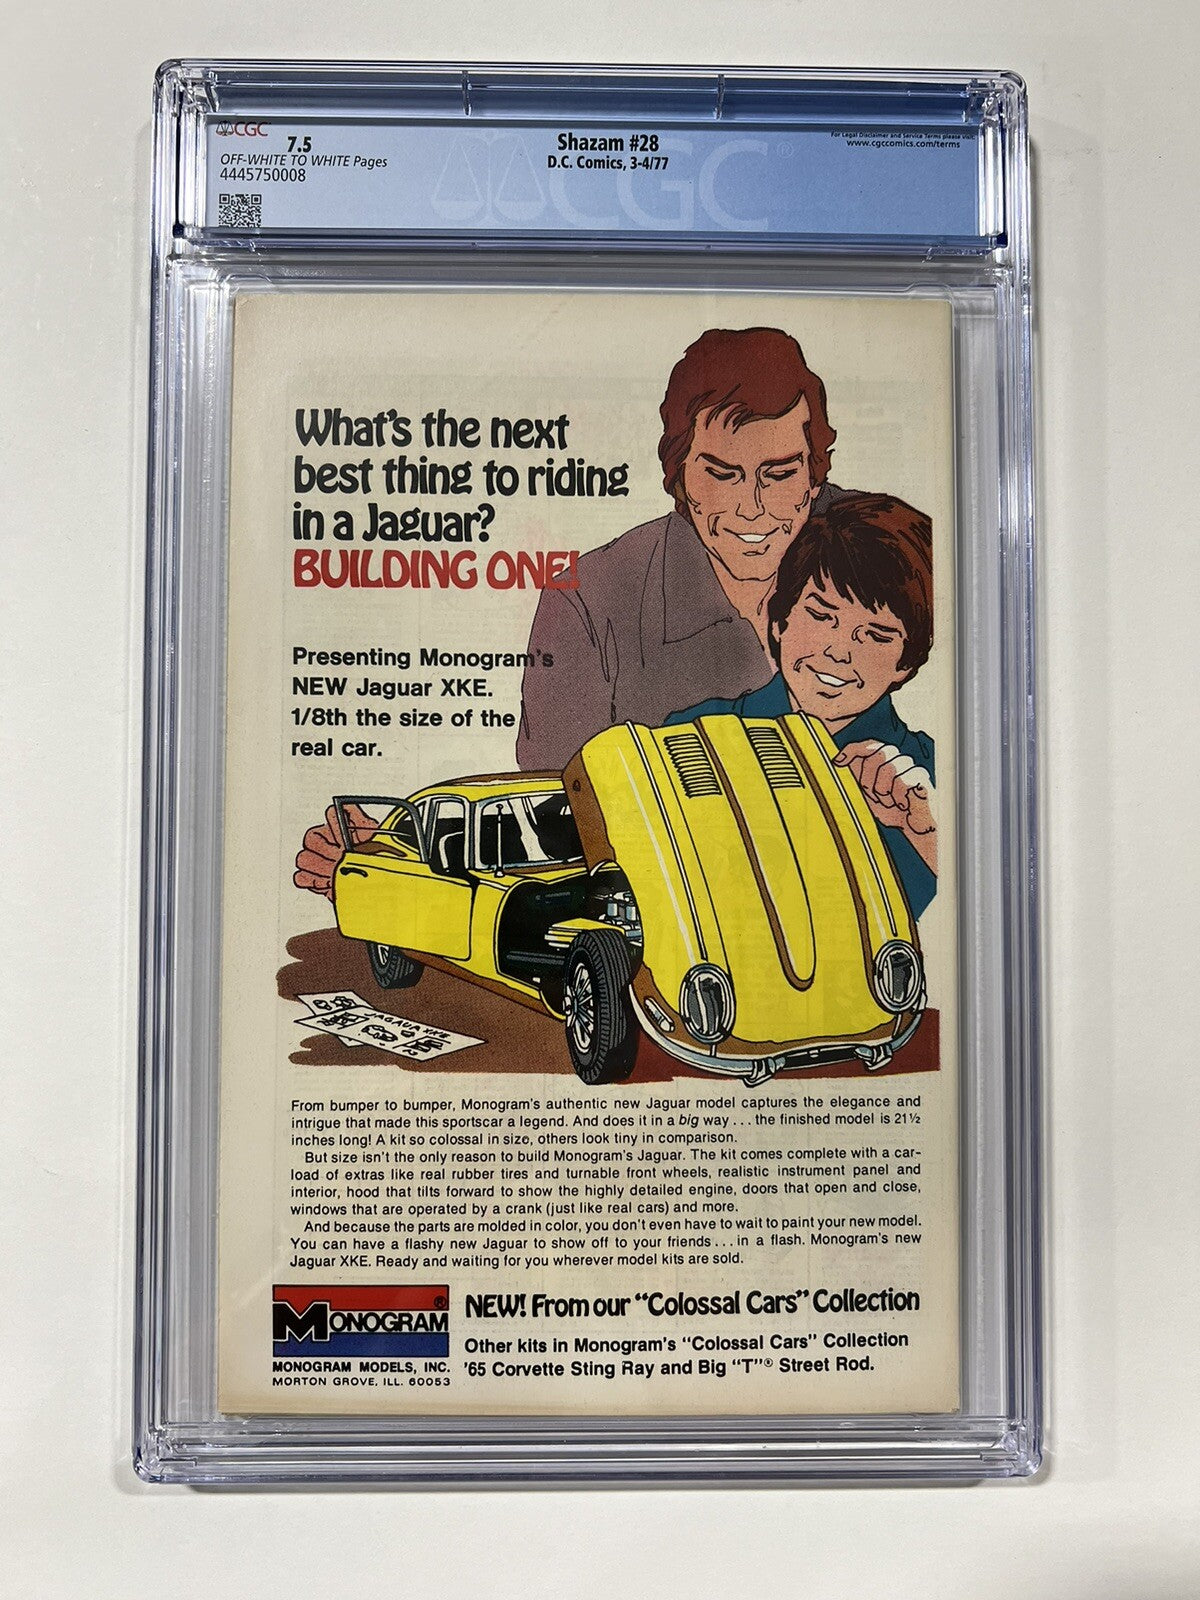 CGC
7.5
OFF-WHITE TO WHITE Pages
4445750008
Shazam #28
D.C. Comics, 3-4/77
For Legal Disclaimer and Service Terms please visit:
www.cgccomics.com/terms
CGC®
What's the next
best thing to riding
in a Jaguar?
BUILDING ONE!
Presenting Monogram's
NEW Jaguar XKE.
1/8th the size of the
real car.
JAGAUA XKE
From bumper to bumper, Monogram's authentic new Jaguar model captures the elegance and
intrigue that made this sportscar a legend. And does it in a big way . . . the finished model is 21½
inches long! A kit so colossal in size, others look tiny in comparison.
But size isn't the only reason to build Monogram's Jaguar. The kit comes complete with a car-
load of extras like real rubber tires and turnable front wheels, realistic instrument panel and
interior, hood that tilts forward to show the highly detailed engine, doors that open and close,
windows that are operated by a crank (just like real cars) and more.
And because the parts are molded in color, you don't even have to wait to paint your new model.
You can have a flashy new Jaguar to show off to your friends . . . in a flash. Monogram's new
Jaguar XKE. Ready and waiting for you wherever model kits are sold.
MONOGRAM®
MONOGRAM MODELS, INC.
MORTON GROVE, ILL. 60053
NEW! From our "Colossal Cars" Collection
Other kits in Monogram's "Colossal Cars" Collection
'65 Corvette Sting Ray and Big "T"® Street Rod.